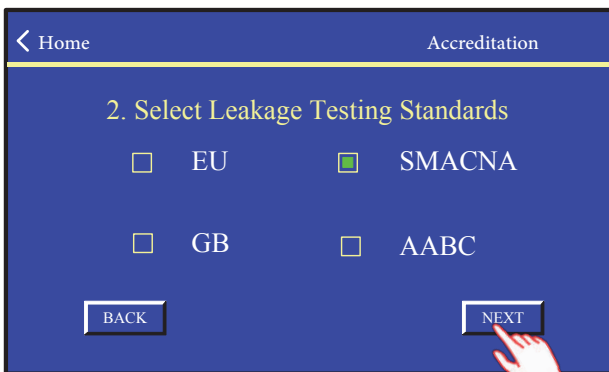 Home Accreditation
2. Select Leakage Testing Standards
EU SMACNA
GB AABC
BACK NEXT